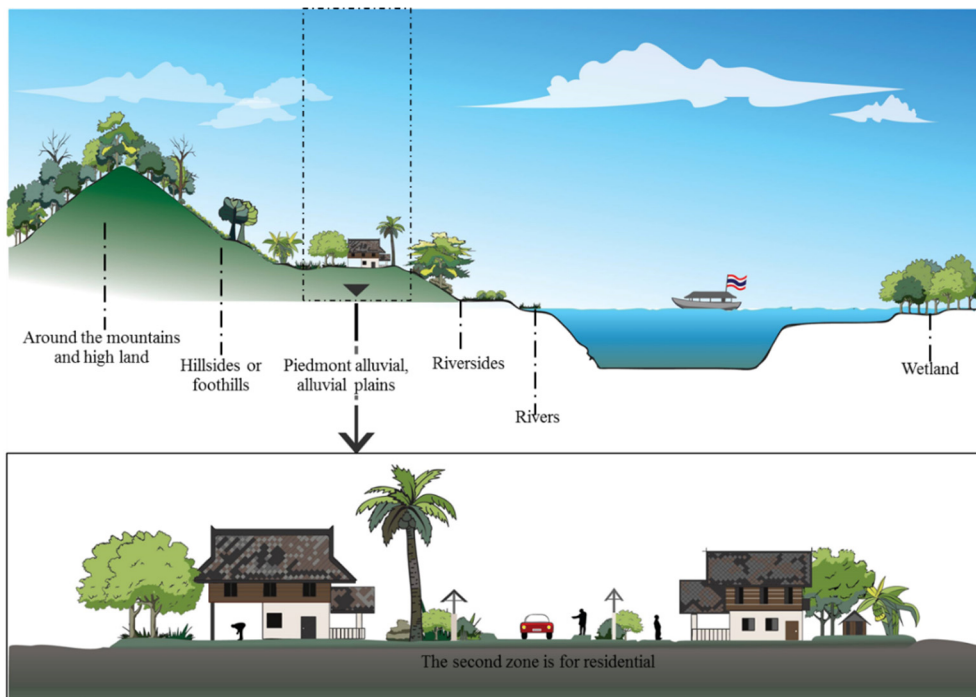 Around the mountains
and high land
Hillsides or
foothills
Piedmont alluvial,
alluvial plains
Riversides
Rivers
Wetland
The second zone is for residential